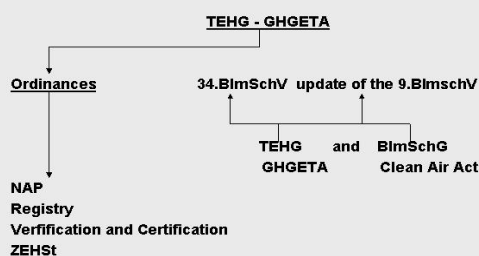 TEHG - GHGETA
Ordinances
34.BImSchV update of the 9.BImschV
TEHG and BImSchG
GHGETA Clean Air Act
NAP
Registry
Verfification and Certification
ZEHSt